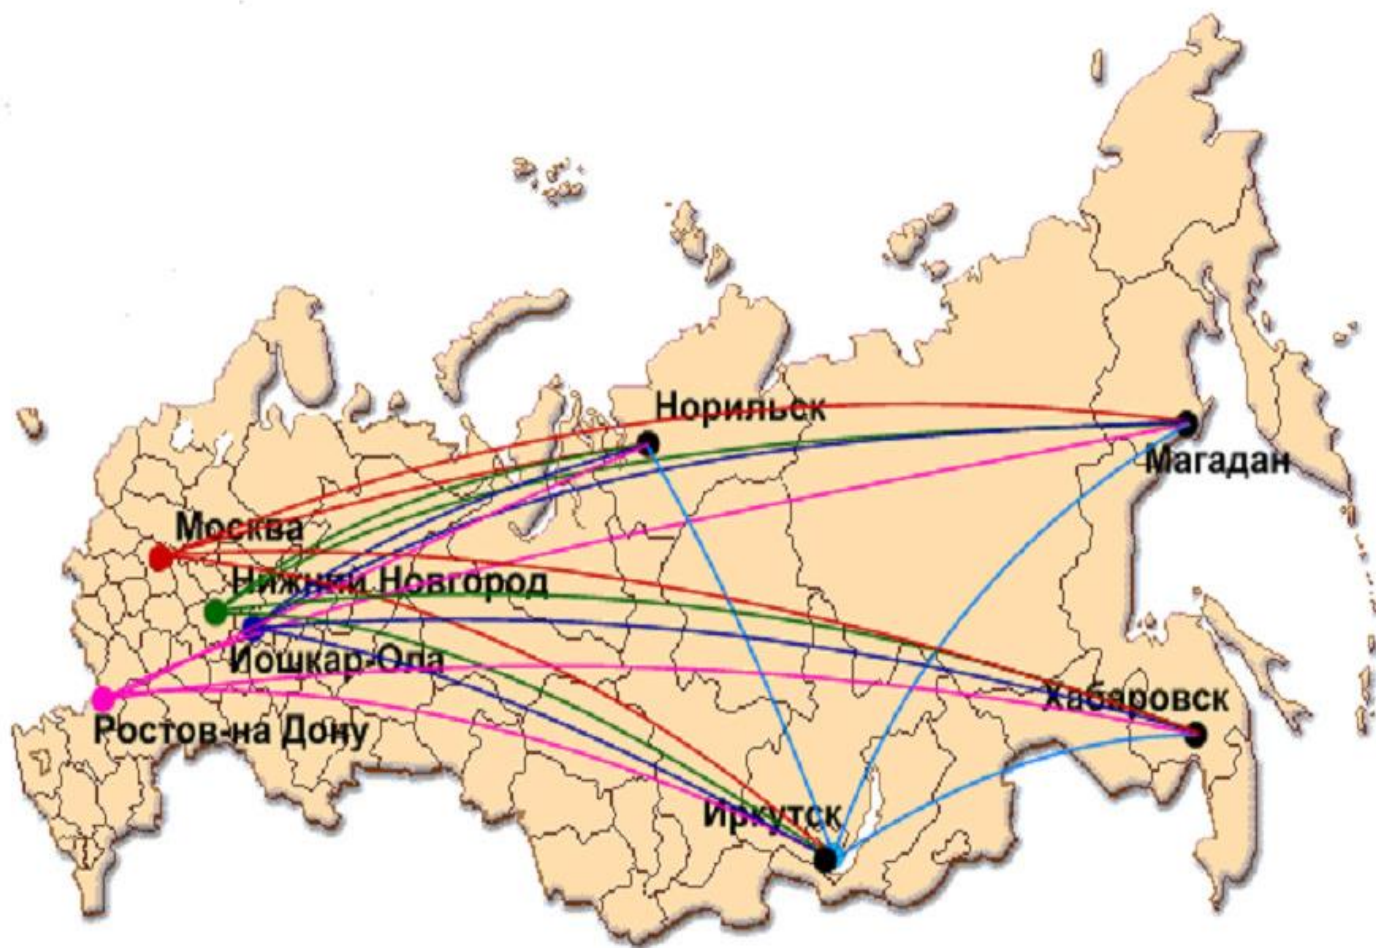 Норильск
Магадан
Москва
Нижний Новгород
Йошкар-Ола
Хабаровск
Ростов-на Дону
Иркутск